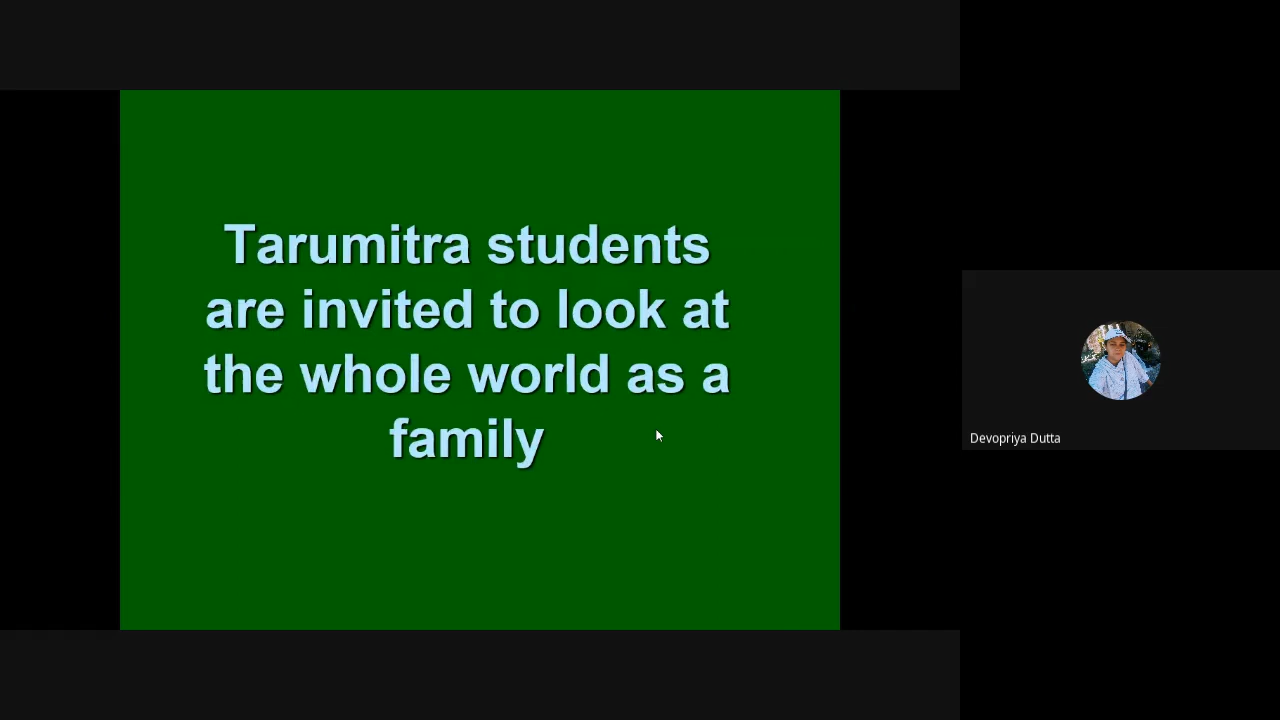 Tarumitra students
are invited to look at
the whole world as a
family
Devopriya Dutta